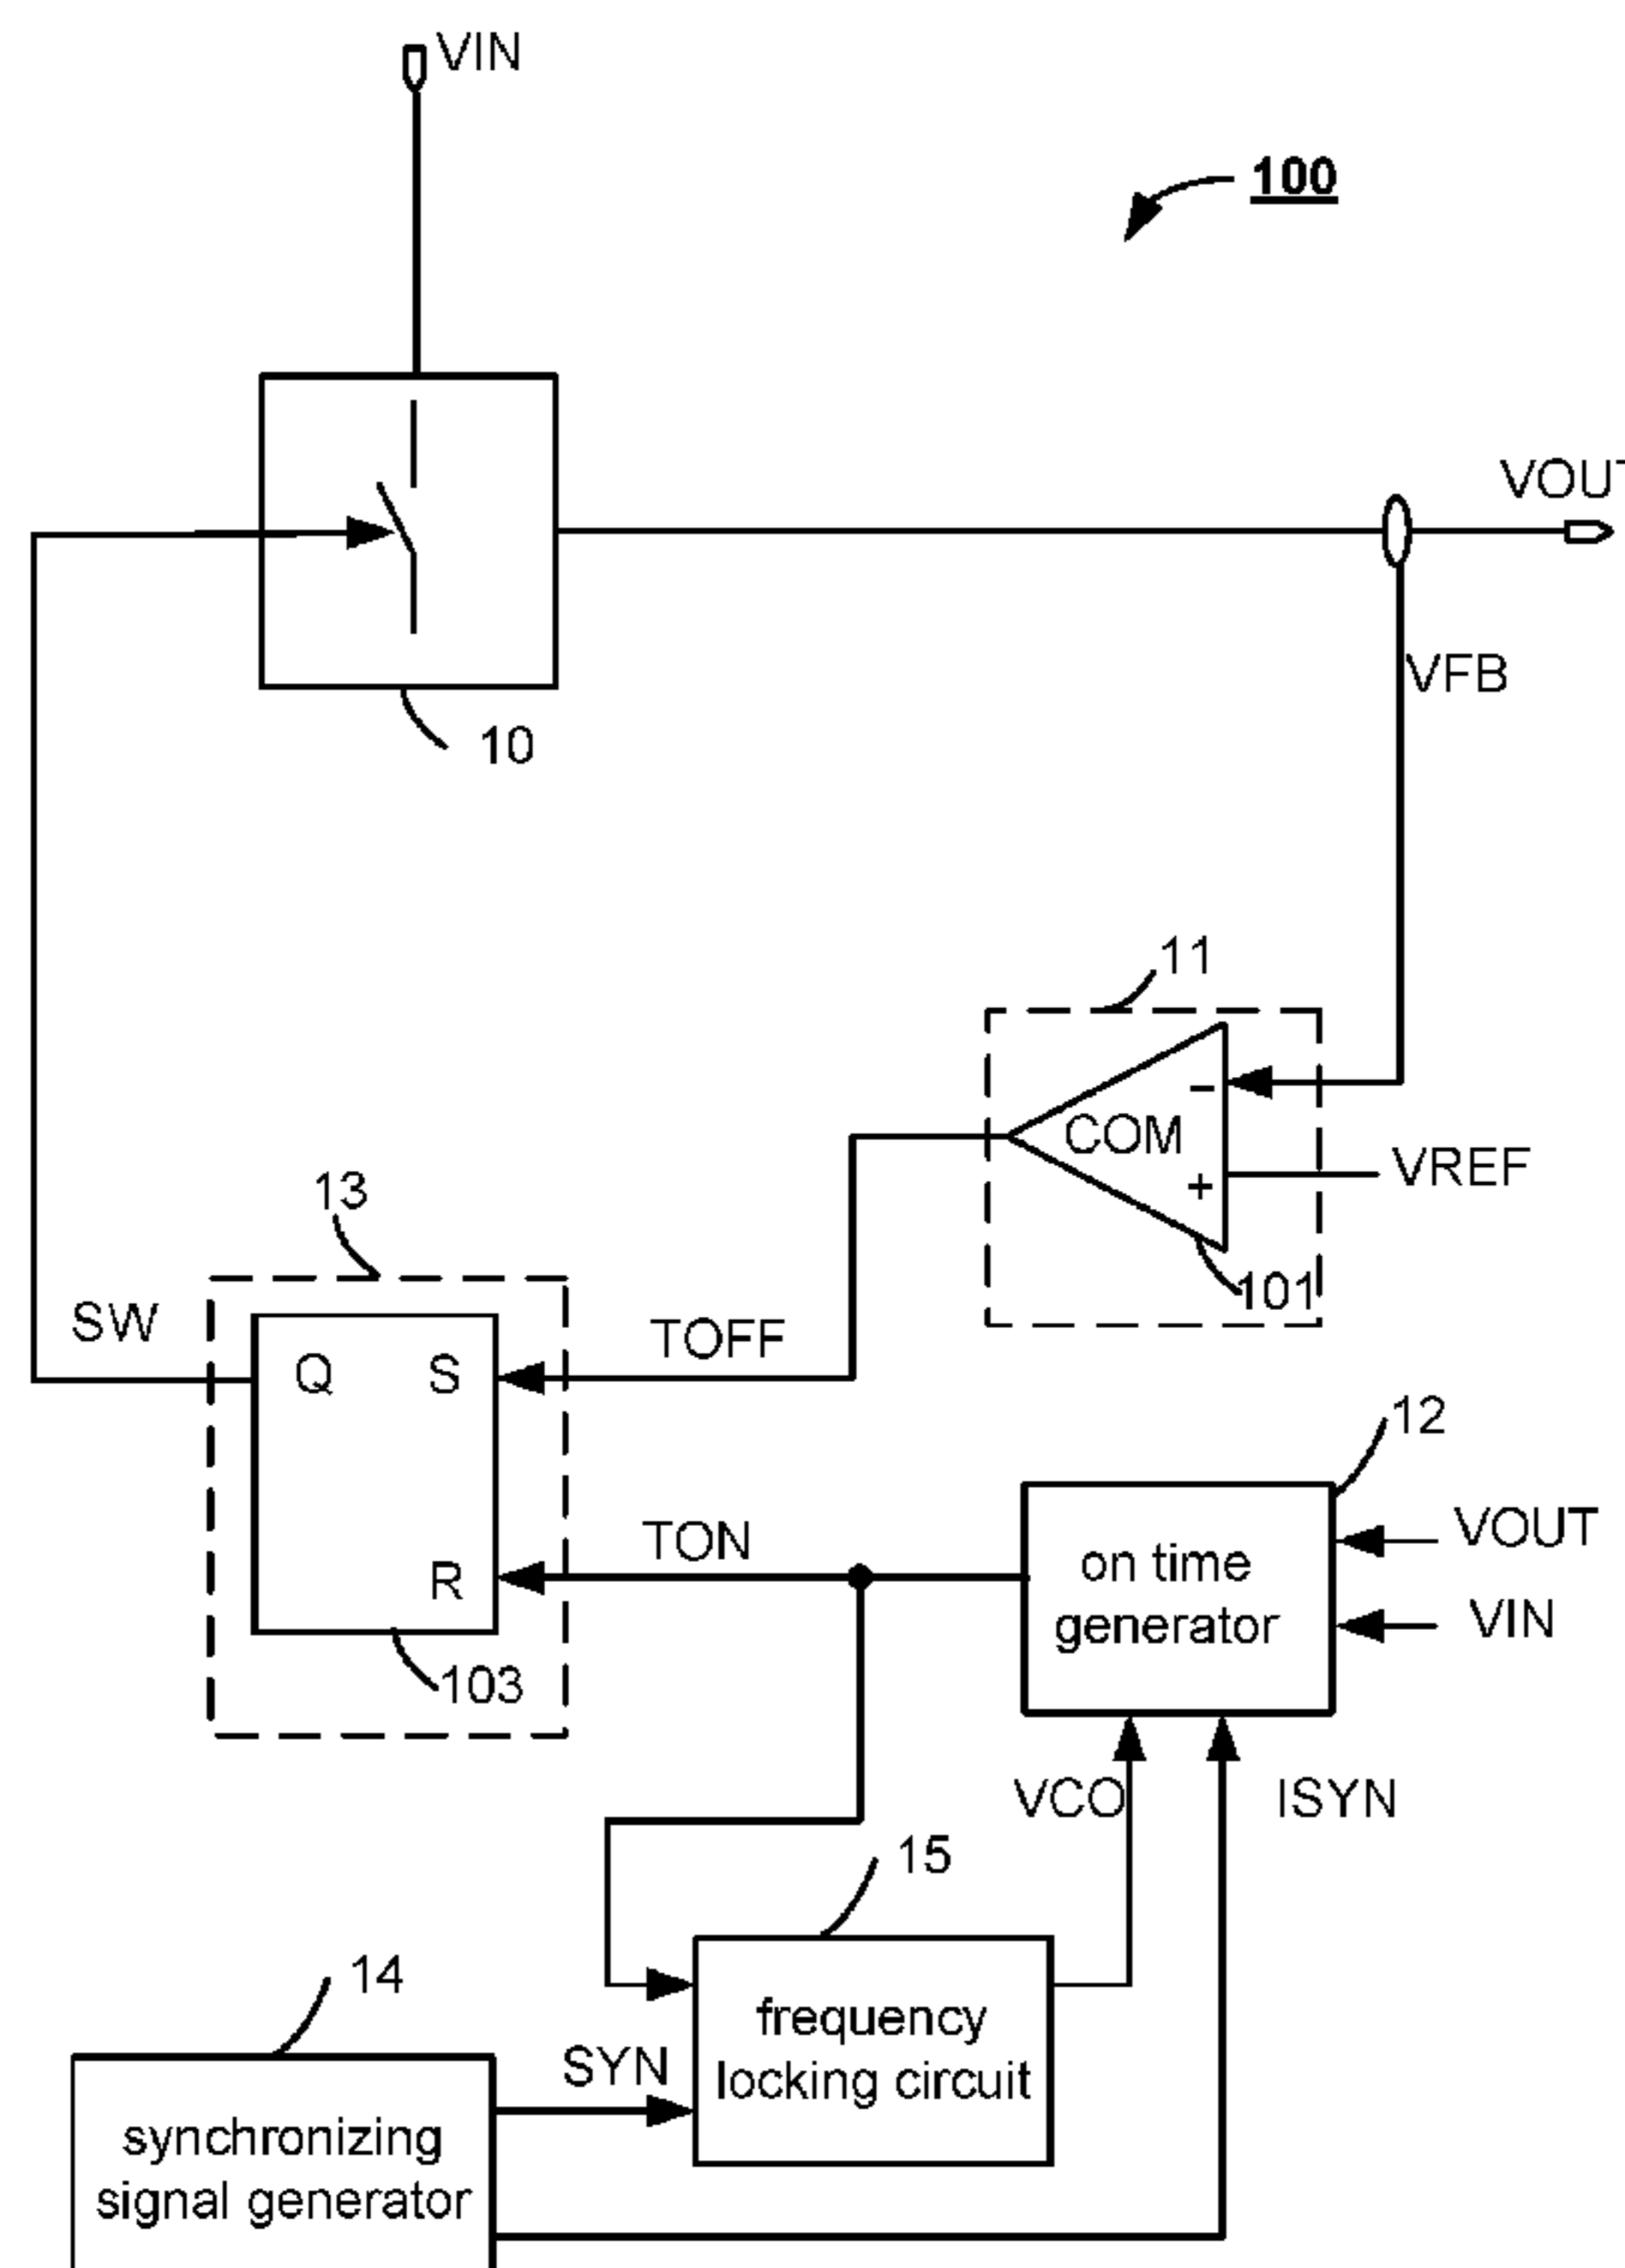 VIN
100
VOUT
VFB
10
11
-
COM
+
VREF
101
13
SW
Q
S
TOFF
R
TON
103
12
on time
generator
VOUT
VIN
VCO
ISYN
15
frequency
locking circuit
14
SYN
synchronizing
signal generator